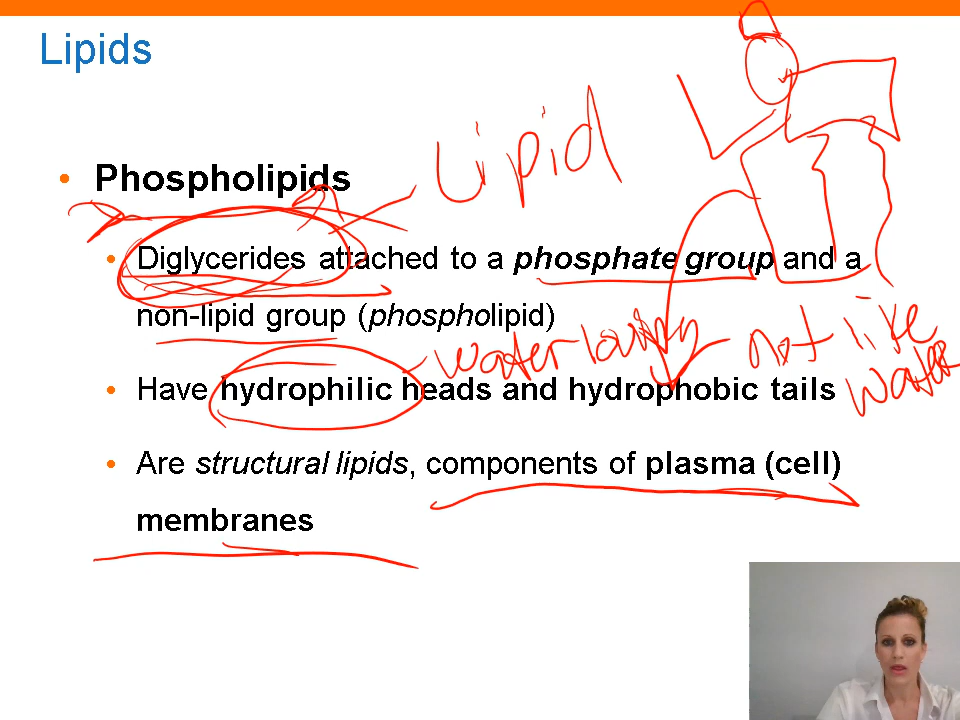 Lipids
Lipid
• Phospholipids
• Diglycerides attached to a phosphate group and a
non-lipid group (phospholipid)
water loving
not like
water
• Have hydrophilic heads and hydrophobic tails
• Are structural lipids, components of plasma (cell)
membranes